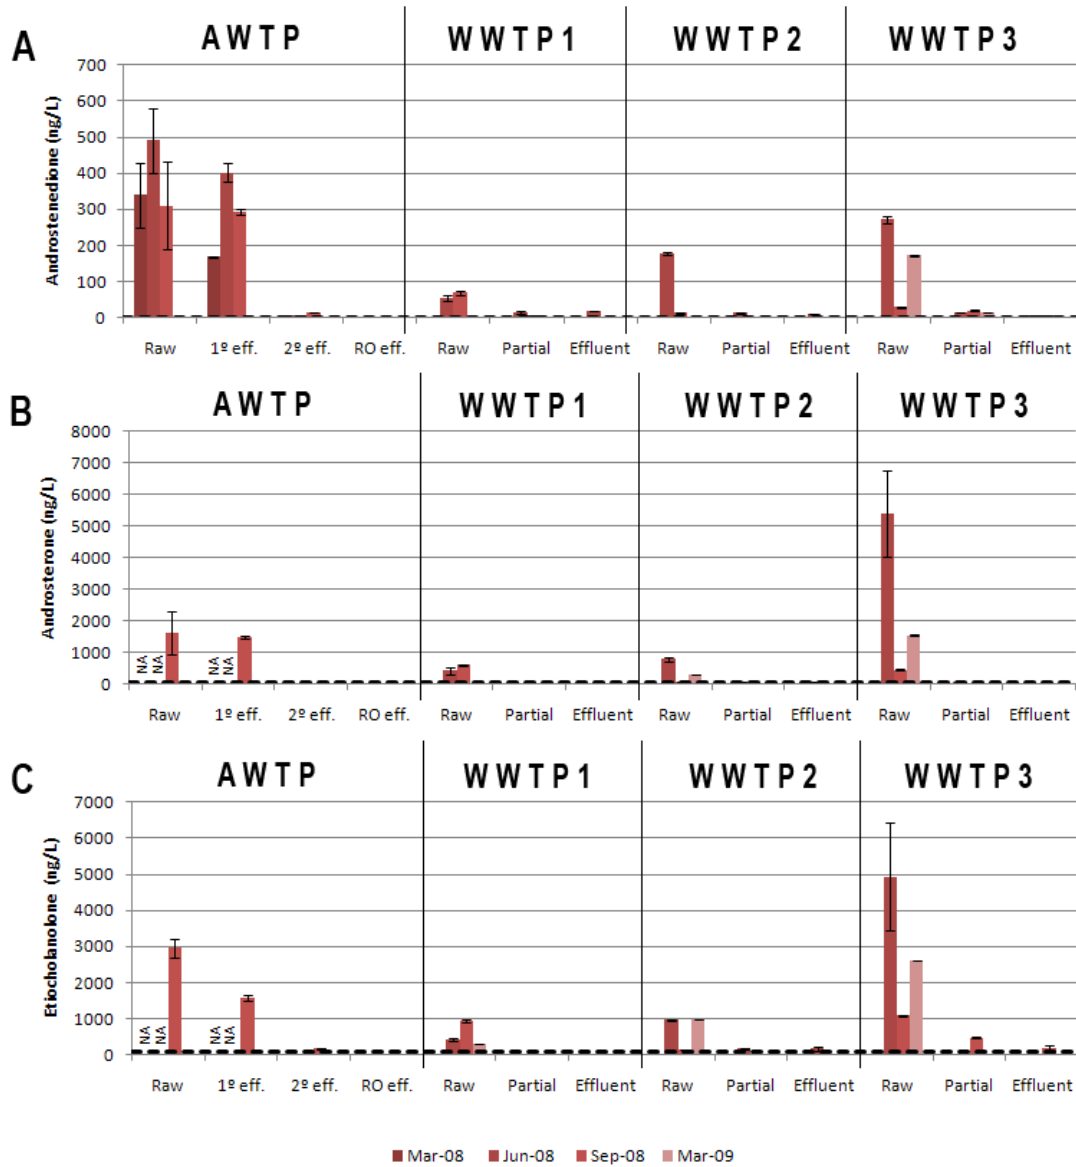 A
AWTP WWTP1 WWTP2 WWTP3
Androstenedione (ng/L)
700
600
500
400
300
200
100
0
Raw 1º eff. 2º eff. RO eff. Raw Partial Effluent Raw Partial Effluent Raw Partial Effluent
B
AWTP WWTP1 WWTP2 WWTP3
Androsterone (ng/L)
8000
7000
6000
5000
4000
3000
2000
1000
0
NA NA NA NA
Raw 1º eff. 2º eff. RO eff. Raw Partial Effluent Raw Partial Effluent Raw Partial Effluent
C
AWTP WWTP1 WWTP2 WWTP3
Etiocholanolone (ng/L)
7000
6000
5000
4000
3000
2000
1000
0
NA NA NA NA
Raw 1º eff. 2º eff. RO eff. Raw Partial Effluent Raw Partial Effluent Raw Partial Effluent
Mar-08 Jun-08 Sep-08 Mar-09